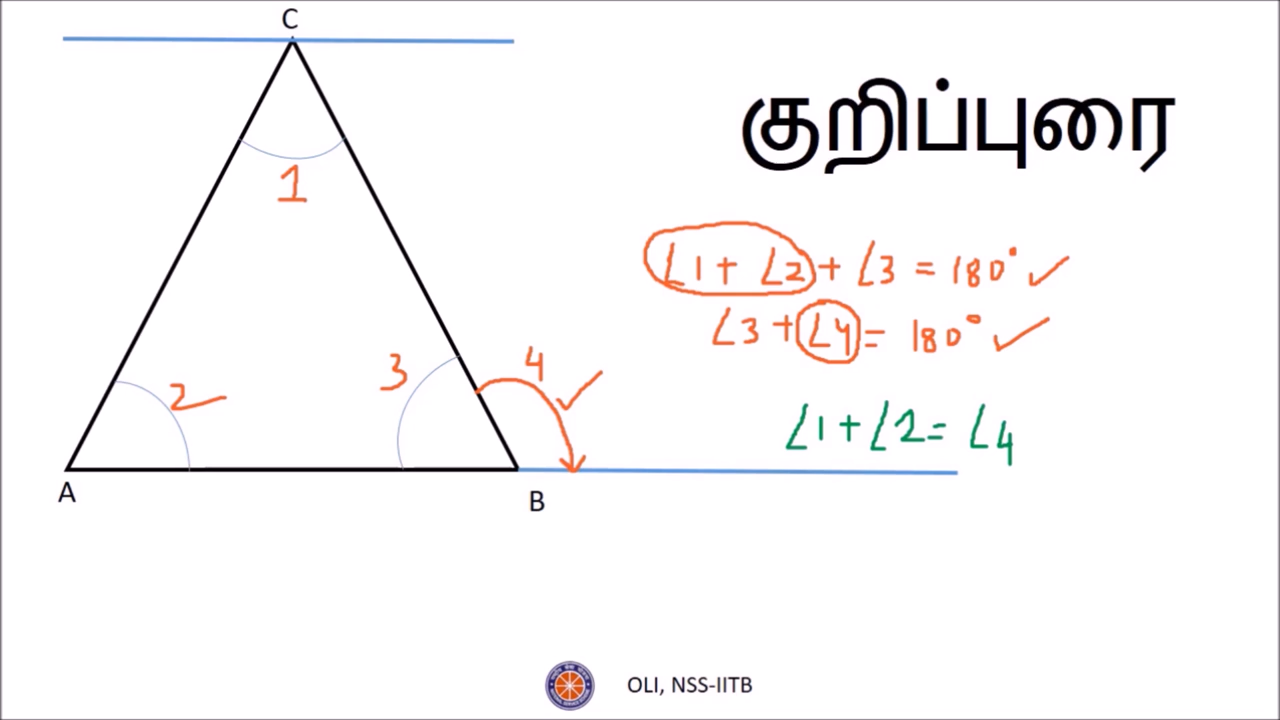 C
குறிப்புரை
1
∠1 + ∠2 + ∠3 = 180° ✓
∠3 + ∠4 = 180° ✓
3
4
2
∠1 + ∠2 = ∠4
A
B
OLI, NSS-IITB